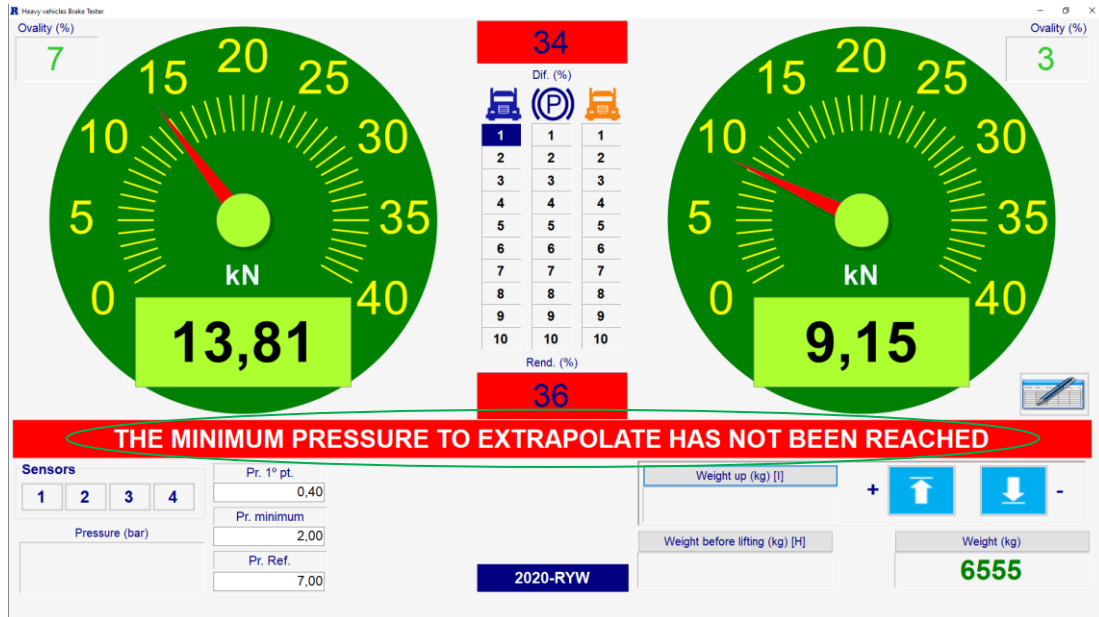 R Heavy vehicles Brake Tester
Ovality (%)
7
0
5
10
15
20
25
30
35
40
kN
13,81
34
Dif. (%)
(P)
1 1 1
2 2 2
3 3 3
4 4 4
5 5 5
6 6 6
7 7 7
8 8 8
9 9 9
10 10 10
Rend. (%)
36
Ovality (%)
3
0
5
10
15
20
25
30
35
40
kN
9,15
THE MINIMUM PRESSURE TO EXTRAPOLATE HAS NOT BEEN REACHED
Sensors
1 2 3 4
Pressure (bar)
Pr. 1º pt.
0,40
Pr. minimum
2,00
Pr. Ref.
7,00
2020-RYW
Weight up (kg) [I]
+ -
Weight before lifting (kg) [H]
Weight (kg)
6555